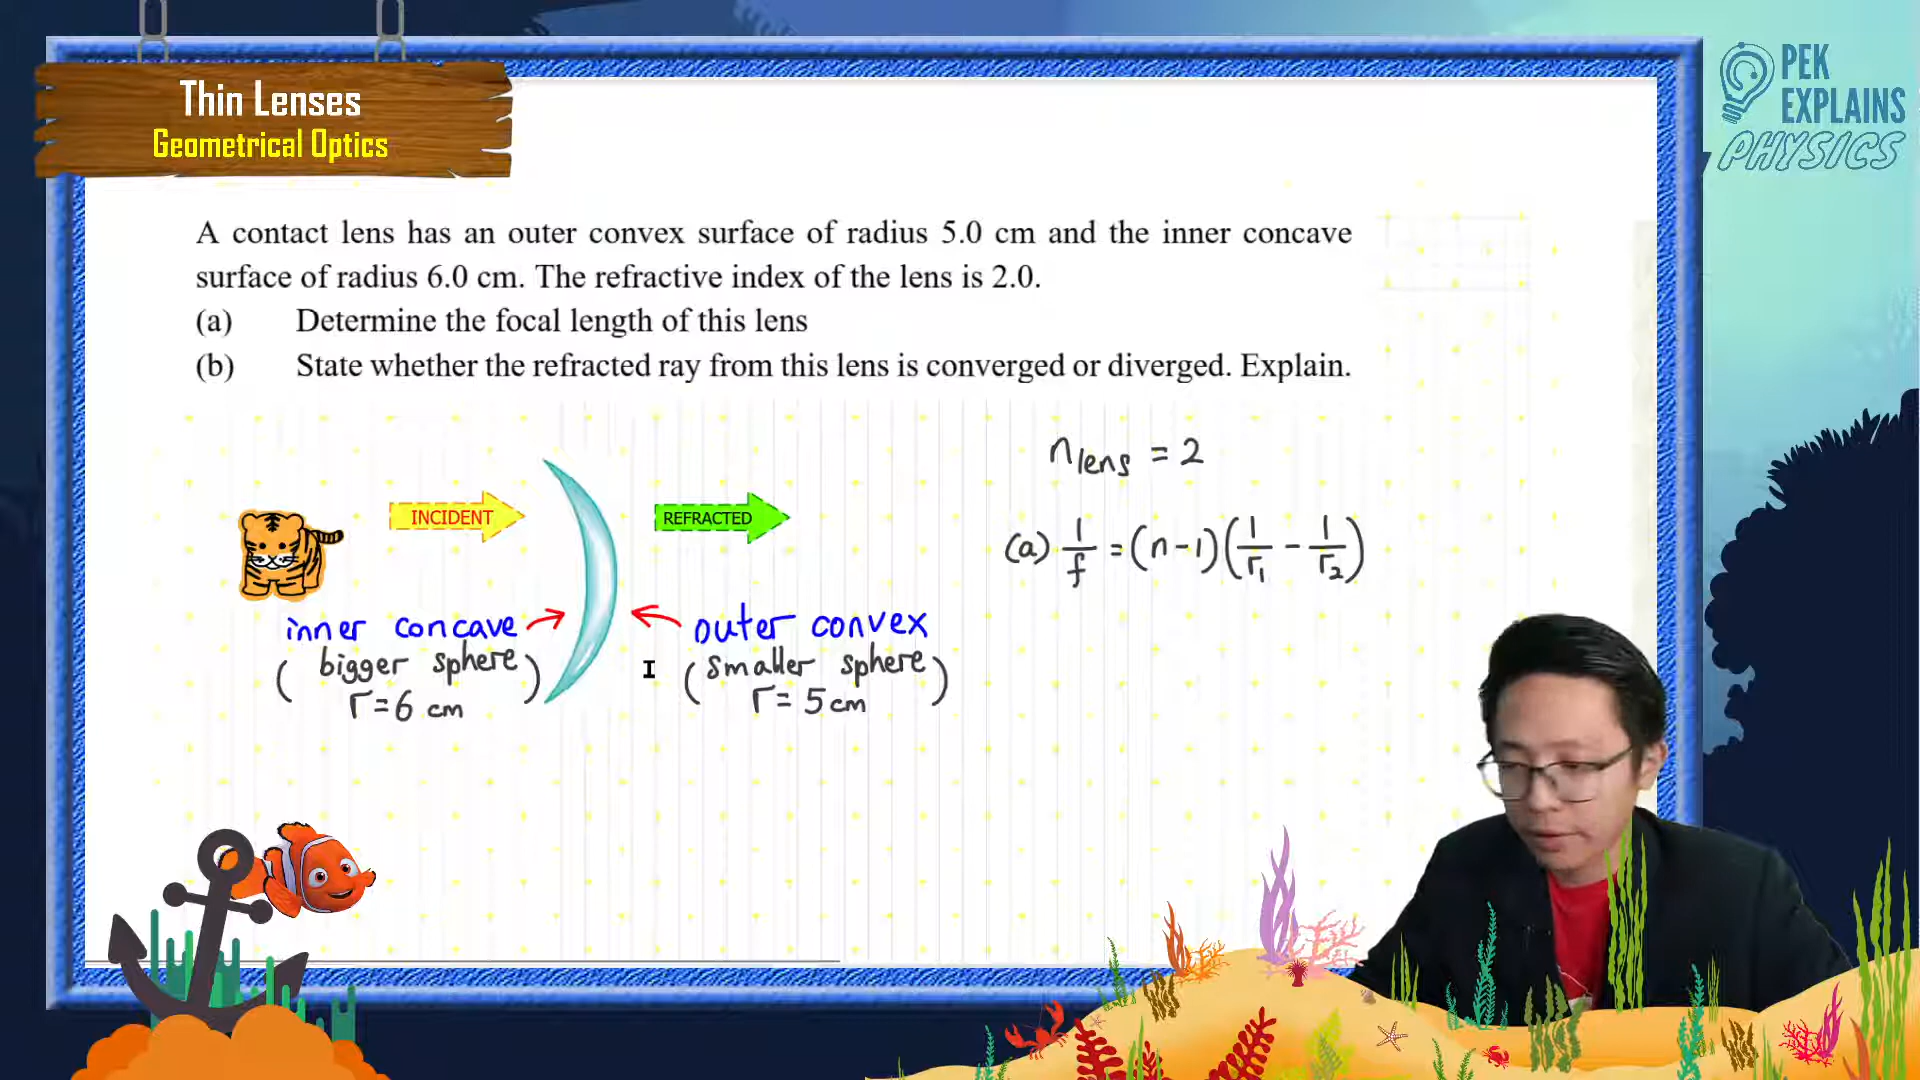 Thin Lenses
Geometrical Optics
PEK
EXPLAINS
PHYSICS
A contact lens has an outer convex surface of radius 5.0 cm and the inner concave
surface of radius 6.0 cm. The refractive index of the lens is 2.0.
(a) Determine the focal length of this lens
(b) State whether the refracted ray from this lens is converged or diverged. Explain.
INCIDENT
REFRACTED
inner concave
(bigger sphere
r = 6 cm)
outer convex
(smaller sphere
r = 5 cm)
n lens = 2
(a) 1/f = (n - 1)(1/r₁ - 1/r₂)